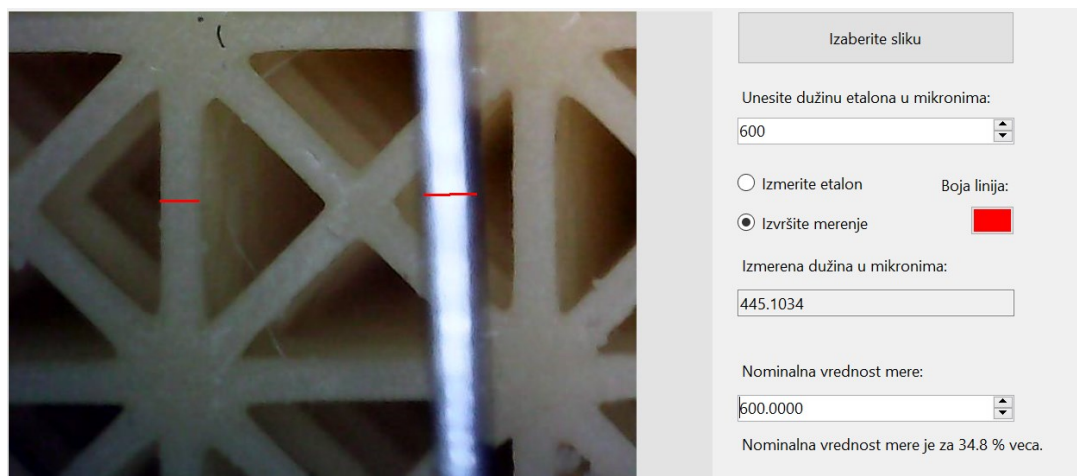 Izaberite sliku
Unesite dužinu etalona u mikronima:
600
Izmerite etalon
Boja linija:
Izvršite merenje
Izmerena dužina u mikronima:
445.1034
Nominalna vrednost mere:
600.0000
Nominalna vrednost mere je za 34.8 % veca.